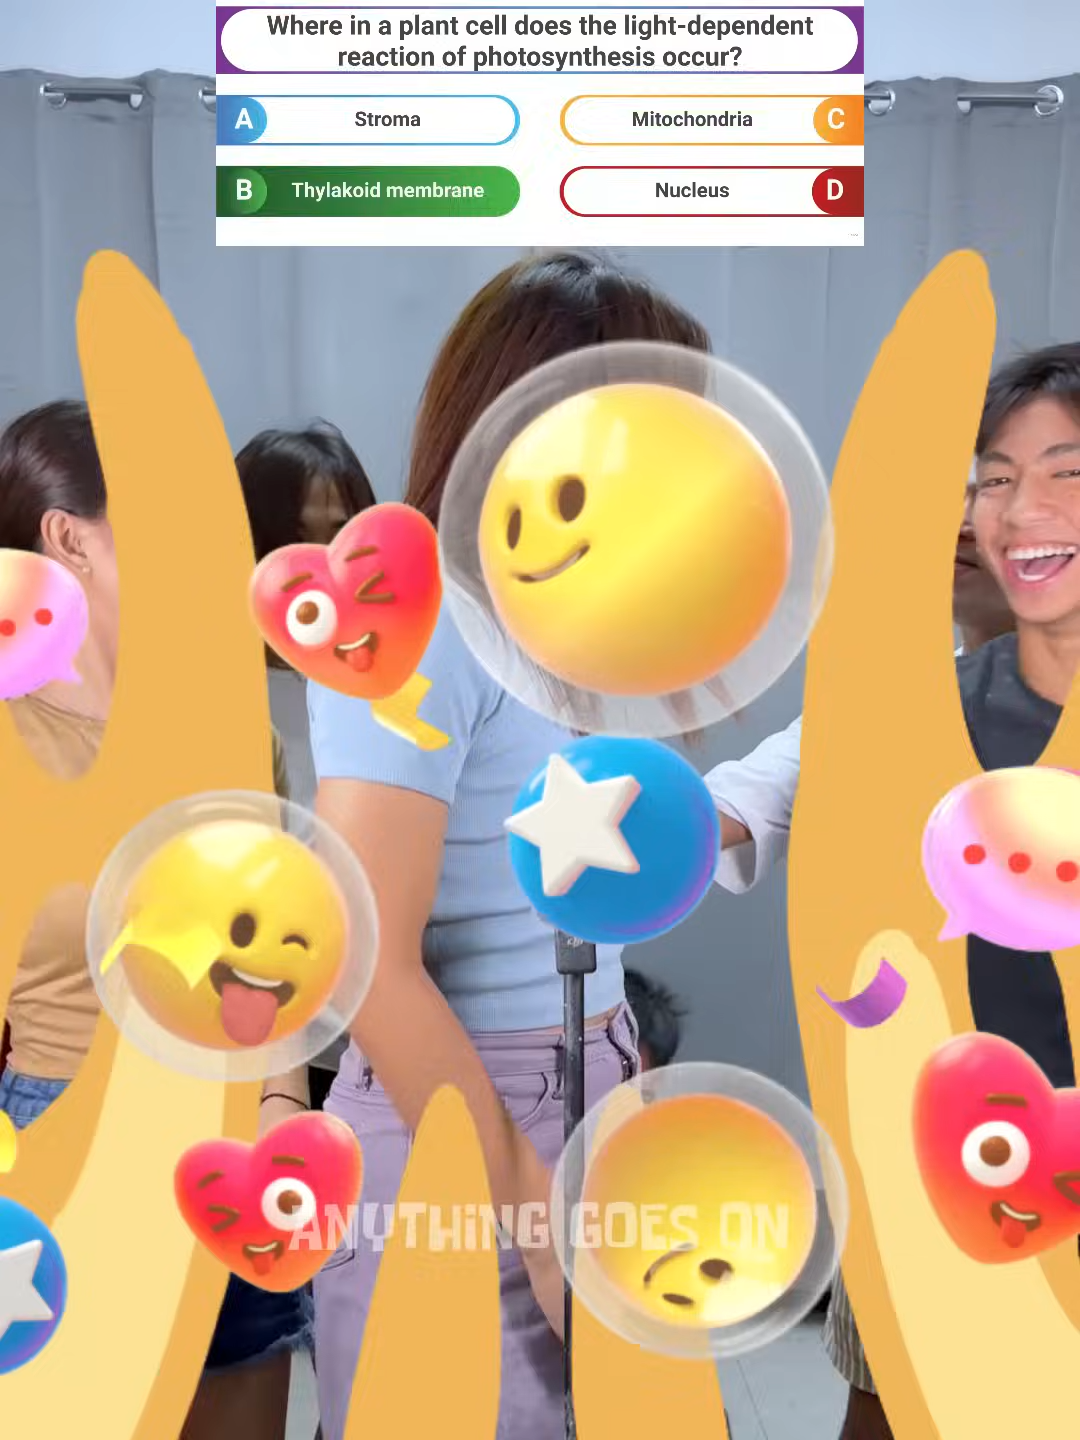 Where in a plant cell does the light-dependent
reaction of photosynthesis occur?
A Stroma
Mitochondria C
B Thylakoid membrane
Nucleus D
ANYTHING GOES ON